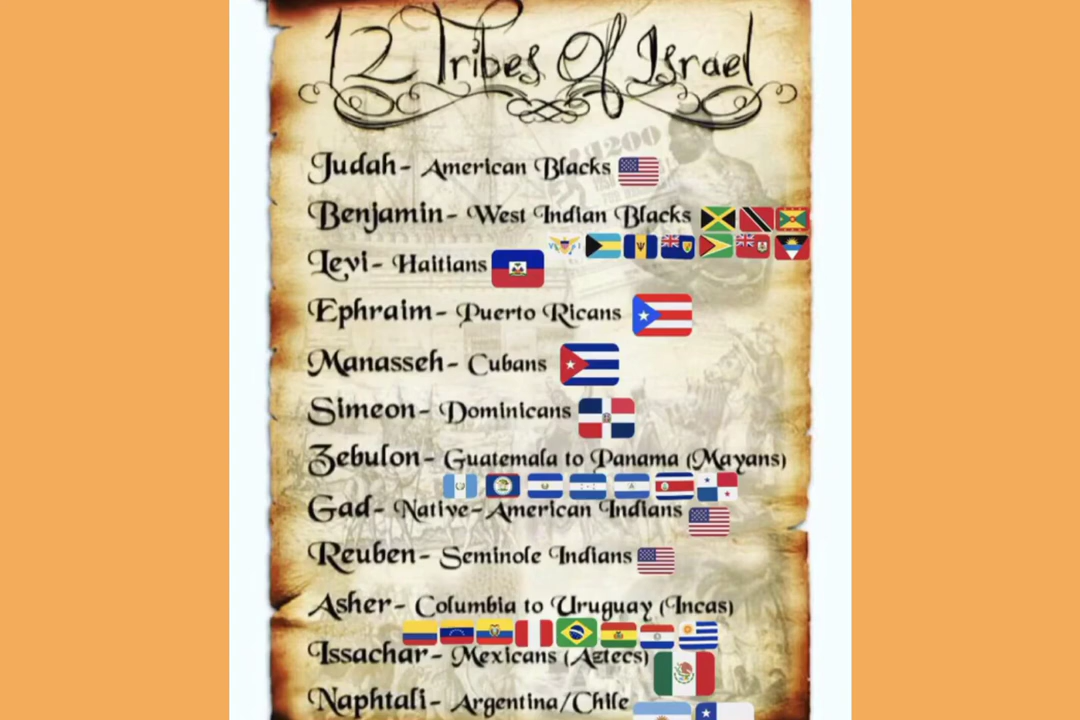 12 Tribes Of Israel
1200
Judah- American Blacks
Benjamin- West Indian Blacks
Levi- Haitians
Ephraim- Puerto Ricans
Manasseh- Cubans
Simeon- Dominicans
Zebulon- Guatemala to Panama (Mayans)
Gad- Native-American Indians
Reuben- Seminole Indians
Asher- Columbia to Uruguay (Incas)
Issachar- Mexicans (Aztecs)
Naphtali- Argentina/Chile